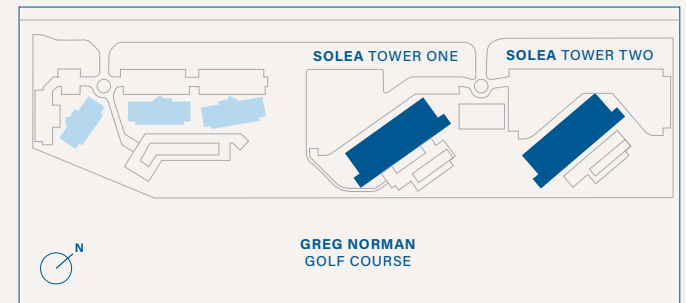 SOLEA TOWER ONE
SOLEA TOWER TWO
N
GREG NORMAN
GOLF COURSE